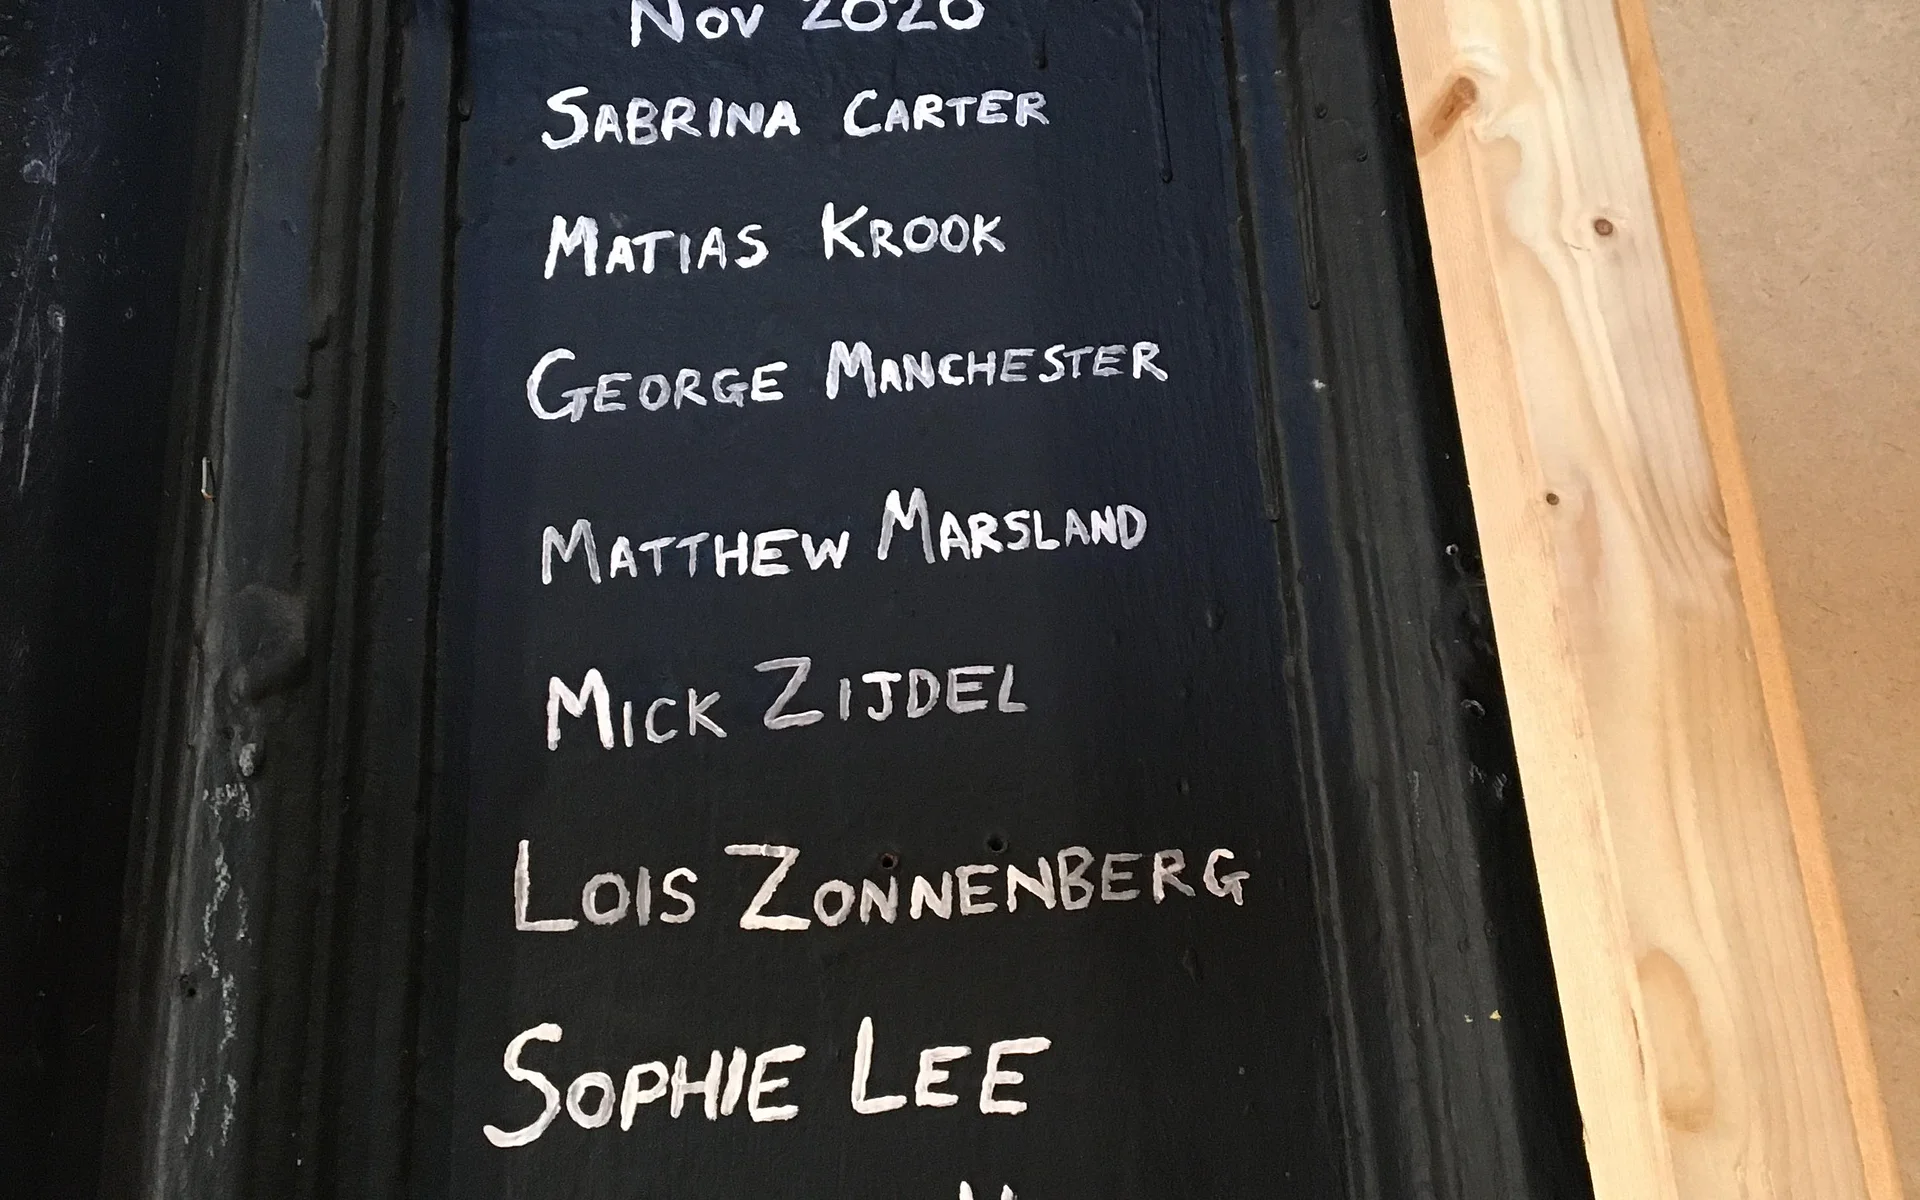 Nov 2020
SABRINA CARTER
MATIAS KROOK
GEORGE MANCHESTER
MATTHEW MARSLAND
MICK ZIJDEL
LOIS ZONNENBERG
SOPHIE LEE